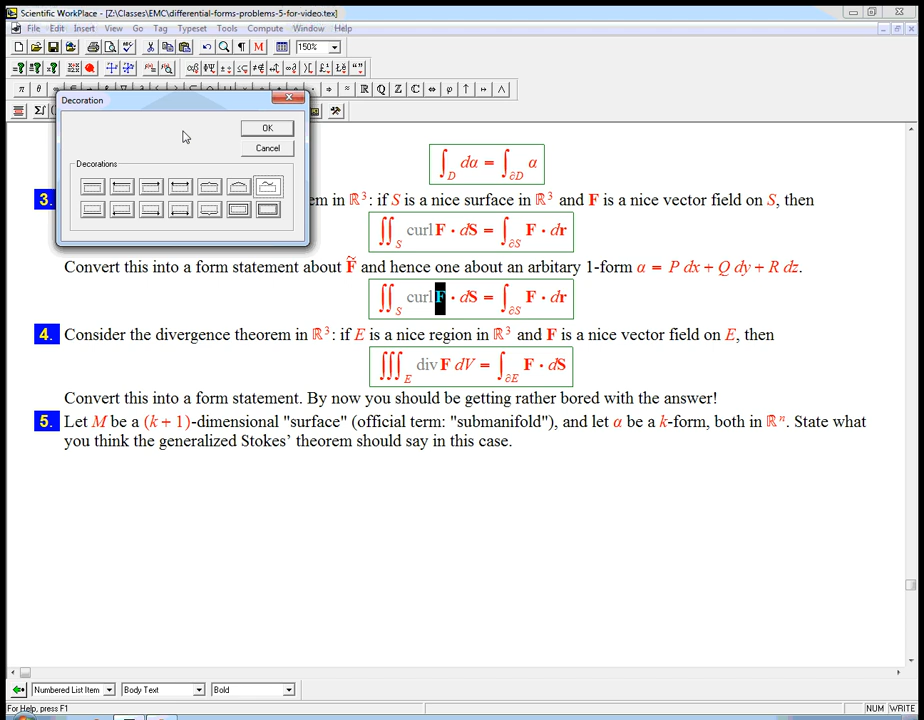 Scientific WorkPlace - [Z:\Classes\EMC\differential-forms-problems-5-for-video.tex]
File Edit Insert View Go Tag Typeset Tools Compute Window Help
150%
π θ ∞ ≈ ℝ ℚ ℤ ℂ ⇔ φ ↑ ↦ Λ
Decoration
OK
Cancel
Decorations
∫_D dα = ∫_∂D α
3. em in ℝ³: if S is a nice surface in ℝ³ and F is a nice vector field on S, then
∬_S curl F · dS = ∫_∂S F · dr
Convert this into a form statement about F̃ and hence one about an arbitary 1-form α = P dx + Q dy + R dz.
∬_S curl F · dS = ∫_∂S F · dr
4. Consider the divergence theorem in ℝ³: if E is a nice region in ℝ³ and F is a nice vector field on E, then
∭_E div F dV = ∫_∂E F · dS
Convert this into a form statement. By now you should be getting rather bored with the answer!
5. Let M be a (k + 1)-dimensional "surface" (official term: "submanifold"), and let α be a k-form, both in ℝⁿ. State what
you think the generalized Stokes' theorem should say in this case.
Numbered List Item Body Text Bold
For Help, press F1 NUM WRITE